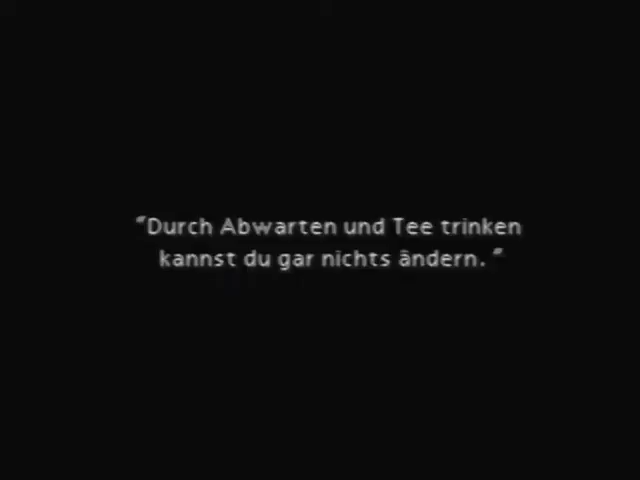 "Durch Abwarten und Tee trinken
kannst du gar nichts ändern. "